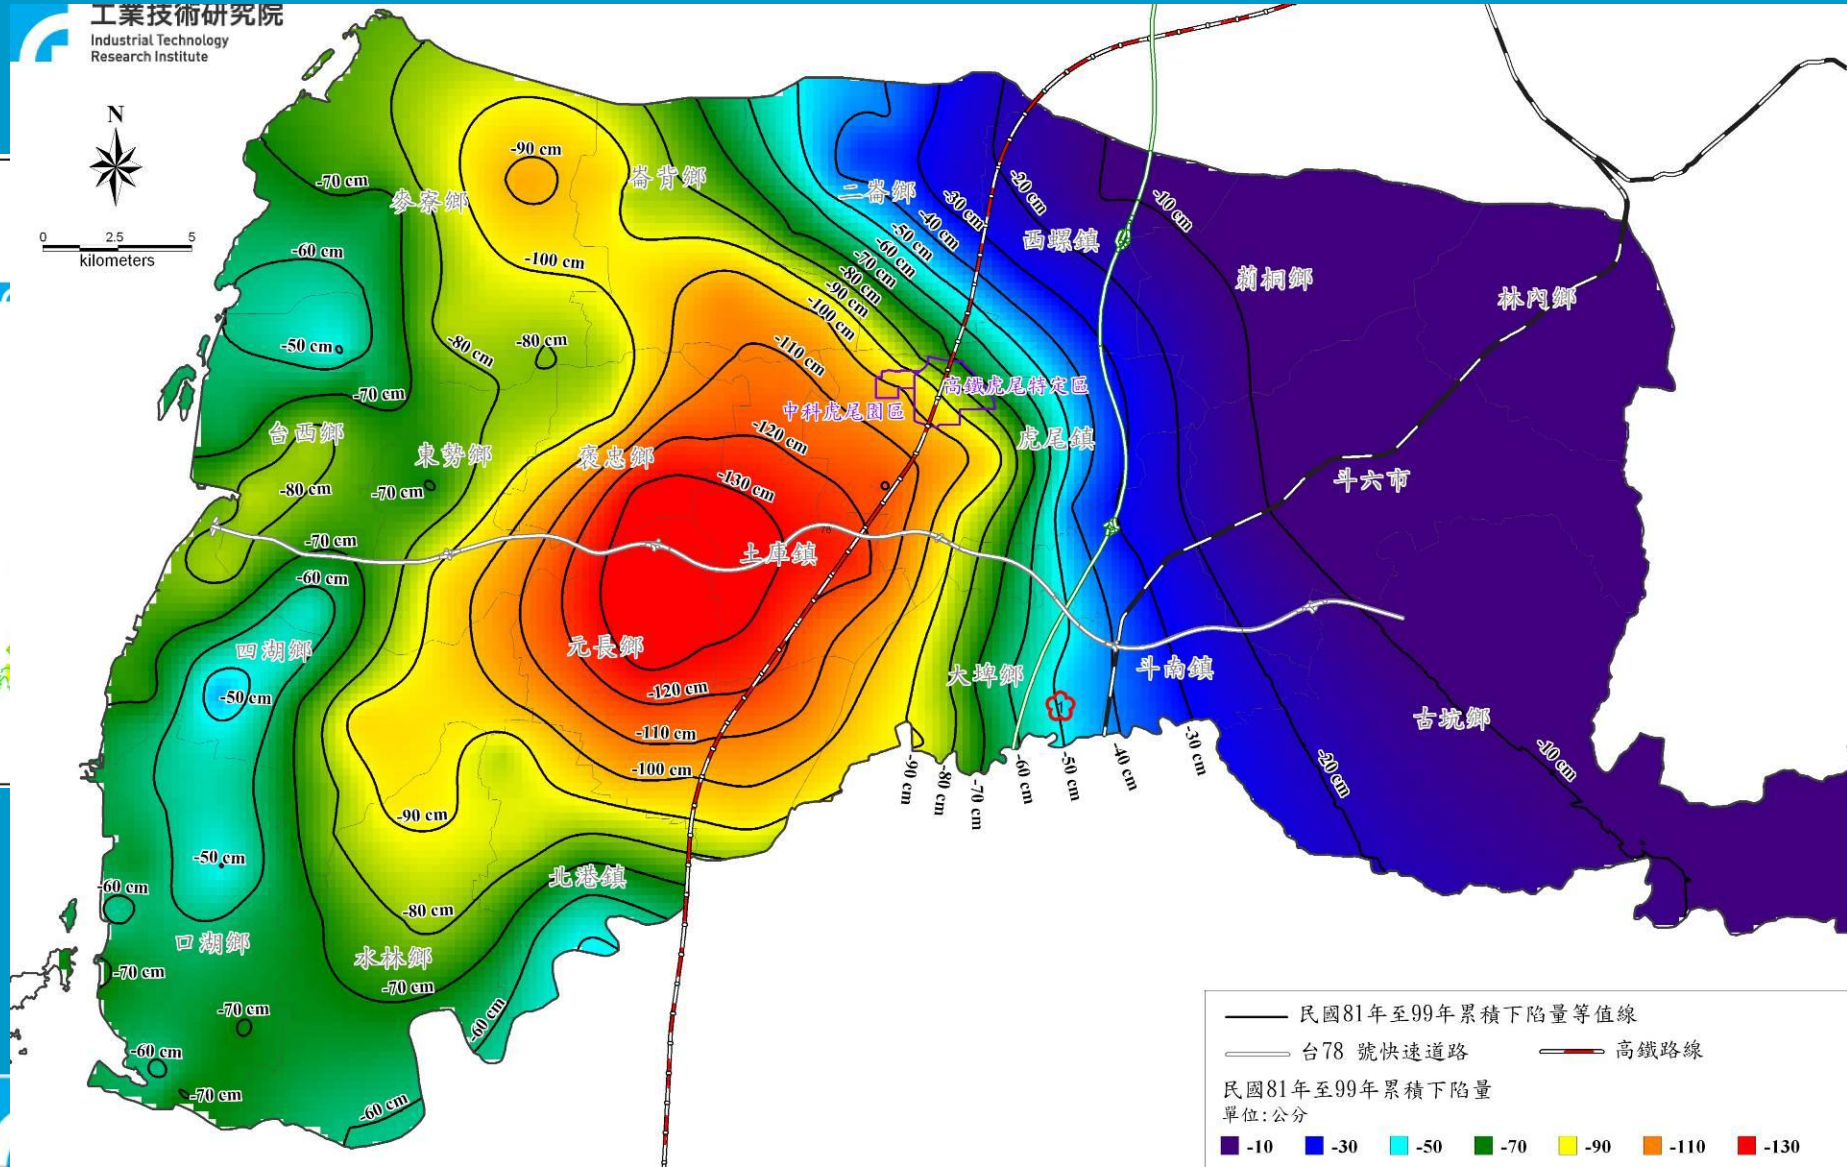 工業技術研究院
Industrial Technology
Research Institute
N
0 2.5 5
kilometers
-90 cm
崙背鄉
-70 cm
麥寮鄉
二崙鄉
-20 cm
-10 cm
-30 cm
-40 cm
-50 cm
-60 cm
-70 cm
-80 cm
-90 cm
-100 cm
西螺鎮
-60 cm
-100 cm
莿桐鄉
林內鄉
-50 cm
-80 cm
-80 cm
-110 cm
-70 cm
高鐵虎尾特定區
中科虎尾園區
-120 cm
台西鄉
東勢鄉
褒忠鄉
虎尾鎮
-80 cm
-70 cm
-130 cm
斗六市
-70 cm
78
土庫鎮
-60 cm
四湖鄉
元長鄉
-50 cm
-120 cm
大埤鄉
斗南鎮
1
古坑鄉
-110 cm
-100 cm
-90 cm
-80 cm
-70 cm
-60 cm
-50 cm
-40 cm
-30 cm
-20 cm
-10 cm
-90 cm
-50 cm
-60 cm
北港鎮
-80 cm
口湖鄉
水林鄉
-70 cm
-70 cm
-70 cm
-60 cm
-60 cm
-70 cm
-60 cm
民國81年至99年累積下陷量等值線
台78 號快速道路
高鐵路線
民國81年至99年累積下陷量
單位:公分
-10 -30 -50 -70 -90 -110 -130